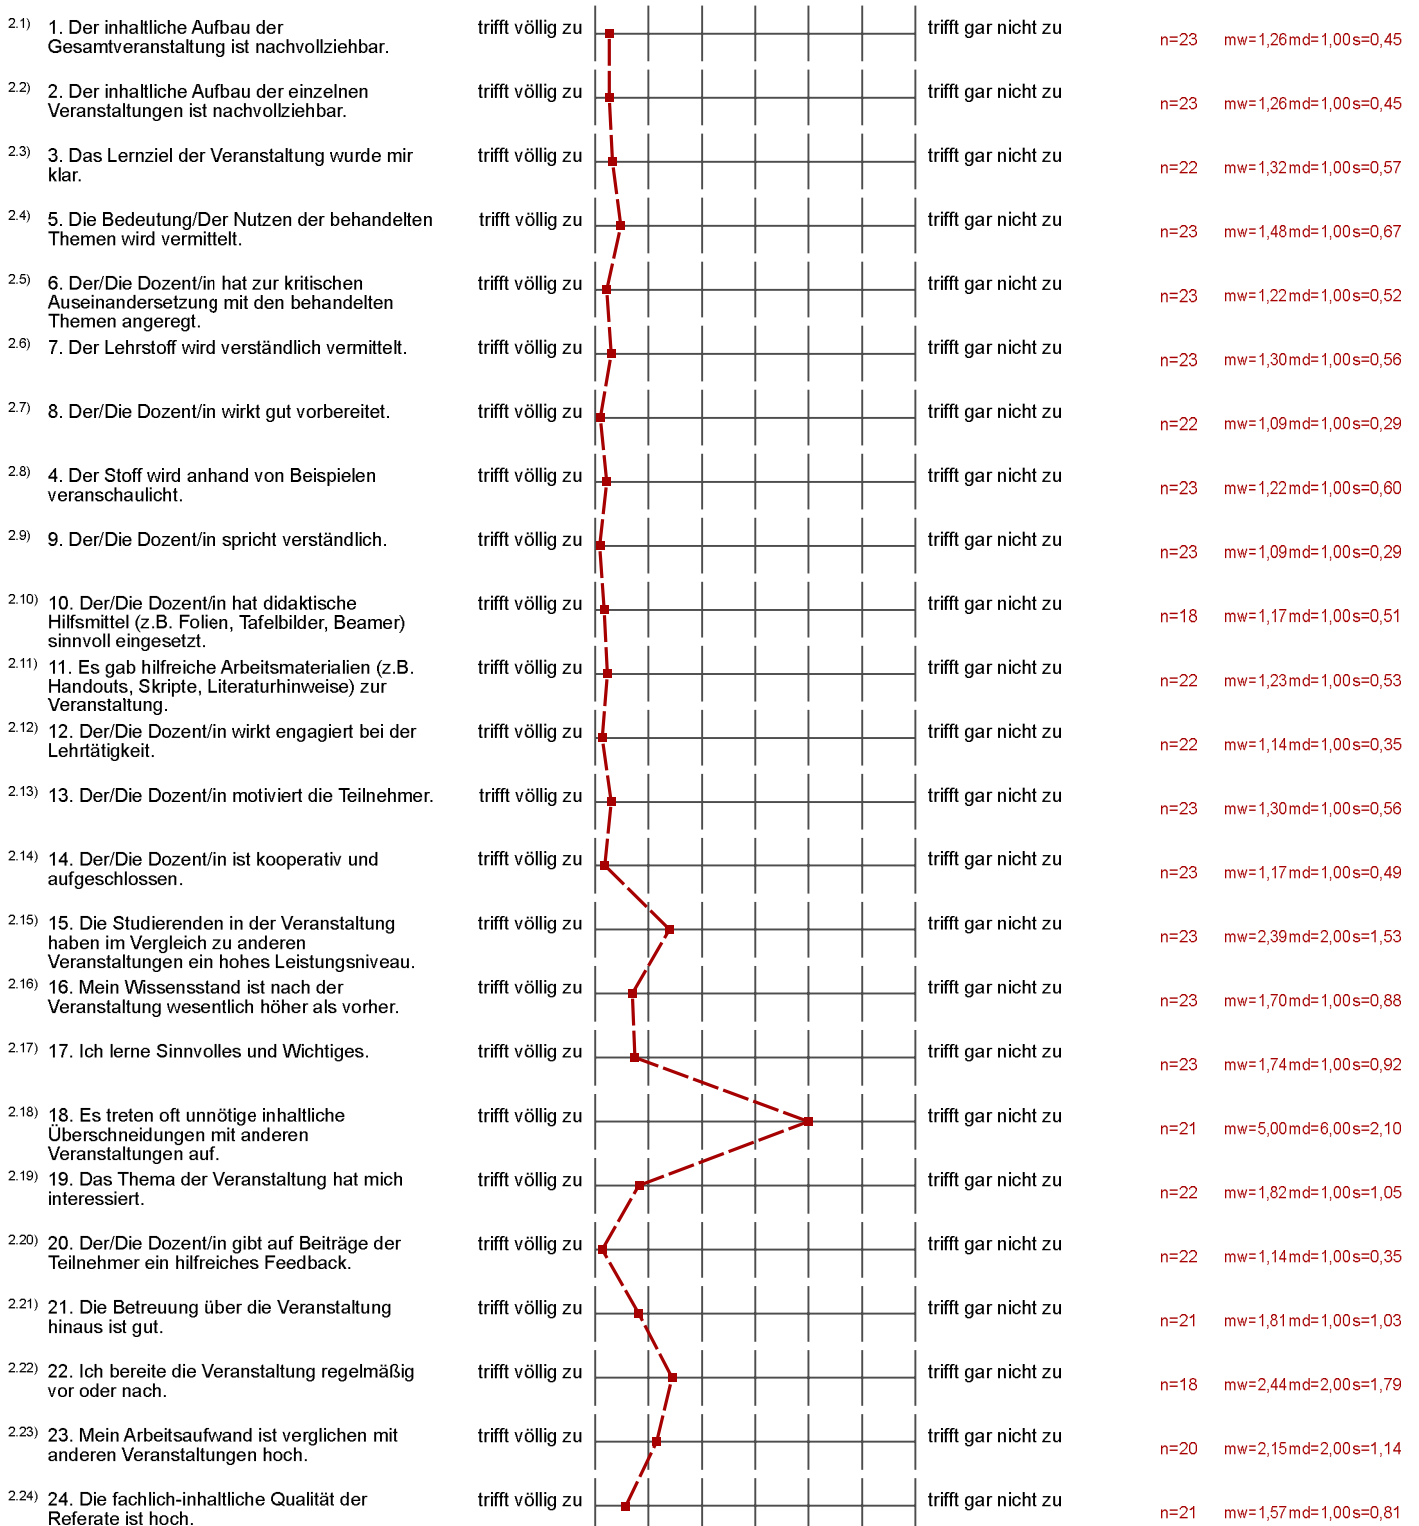 2.1) 1. Der inhaltliche Aufbau der trifft völlig zu trifft gar nicht zu
Gesamtveranstaltung ist nachvollziehbar. n=23 mw=1,26 md=1,00 s=0,45
2.2) 2. Der inhaltliche Aufbau der einzelnen trifft völlig zu trifft gar nicht zu
Veranstaltungen ist nachvollziehbar. n=23 mw=1,26 md=1,00 s=0,45
2.3) 3. Das Lernziel der Veranstaltung wurde mir trifft völlig zu trifft gar nicht zu
klar. n=22 mw=1,32 md=1,00 s=0,57
2.4) 5. Die Bedeutung/Der Nutzen der behandelten trifft völlig zu trifft gar nicht zu
Themen wird vermittelt. n=23 mw=1,48 md=1,00 s=0,67
2.5) 6. Der/Die Dozent/in hat zur kritischen trifft völlig zu trifft gar nicht zu
Auseinandersetzung mit den behandelten n=23 mw=1,22 md=1,00 s=0,52
Themen angeregt.
2.6) 7. Der Lehrstoff wird verständlich vermittelt. trifft völlig zu trifft gar nicht zu
n=23 mw=1,30 md=1,00 s=0,56
2.7) 8. Der/Die Dozent/in wirkt gut vorbereitet. trifft völlig zu trifft gar nicht zu
n=22 mw=1,09 md=1,00 s=0,29
2.8) 4. Der Stoff wird anhand von Beispielen trifft völlig zu trifft gar nicht zu
veranschaulicht. n=23 mw=1,22 md=1,00 s=0,60
2.9) 9. Der/Die Dozent/in spricht verständlich. trifft völlig zu trifft gar nicht zu
n=23 mw=1,09 md=1,00 s=0,29
2.10) 10. Der/Die Dozent/in hat didaktische trifft völlig zu trifft gar nicht zu
Hilfsmittel (z.B. Folien, Tafelbilder, Beamer) n=18 mw=1,17 md=1,00 s=0,51
sinnvoll eingesetzt.
2.11) 11. Es gab hilfreiche Arbeitsmaterialien (z.B. trifft völlig zu trifft gar nicht zu
Handouts, Skripte, Literaturhinweise) zur n=22 mw=1,23 md=1,00 s=0,53
Veranstaltung.
2.12) 12. Der/Die Dozent/in wirkt engagiert bei der trifft völlig zu trifft gar nicht zu
Lehrtätigkeit. n=22 mw=1,14 md=1,00 s=0,35
2.13) 13. Der/Die Dozent/in motiviert die Teilnehmer. trifft völlig zu trifft gar nicht zu
n=23 mw=1,30 md=1,00 s=0,56
2.14) 14. Der/Die Dozent/in ist kooperativ und trifft völlig zu trifft gar nicht zu
aufgeschlossen. n=23 mw=1,17 md=1,00 s=0,49
2.15) 15. Die Studierenden in der Veranstaltung trifft völlig zu trifft gar nicht zu
haben im Vergleich zu anderen n=23 mw=2,39 md=2,00 s=1,53
Veranstaltungen ein hohes Leistungsniveau.
2.16) 16. Mein Wissensstand ist nach der trifft völlig zu trifft gar nicht zu
Veranstaltung wesentlich höher als vorher. n=23 mw=1,70 md=1,00 s=0,88
2.17) 17. Ich lerne Sinnvolles und Wichtiges. trifft völlig zu trifft gar nicht zu
n=23 mw=1,74 md=1,00 s=0,92
2.18) 18. Es treten oft unnötige inhaltliche trifft völlig zu trifft gar nicht zu
Überschneidungen mit anderen n=21 mw=5,00 md=6,00 s=2,10
Veranstaltungen auf.
2.19) 19. Das Thema der Veranstaltung hat mich trifft völlig zu trifft gar nicht zu
interessiert. n=22 mw=1,82 md=1,00 s=1,05
2.20) 20. Der/Die Dozent/in gibt auf Beiträge der trifft völlig zu trifft gar nicht zu
Teilnehmer ein hilfreiches Feedback. n=22 mw=1,14 md=1,00 s=0,35
2.21) 21. Die Betreuung über die Veranstaltung trifft völlig zu trifft gar nicht zu
hinaus ist gut. n=21 mw=1,81 md=1,00 s=1,03
2.22) 22. Ich bereite die Veranstaltung regelmäßig trifft völlig zu trifft gar nicht zu
vor oder nach. n=18 mw=2,44 md=2,00 s=1,79
2.23) 23. Mein Arbeitsaufwand ist verglichen mit trifft völlig zu trifft gar nicht zu
anderen Veranstaltungen hoch. n=20 mw=2,15 md=2,00 s=1,14
2.24) 24. Die fachlich-inhaltliche Qualität der trifft völlig zu trifft gar nicht zu
Referate ist hoch. n=21 mw=1,57 md=1,00 s=0,81